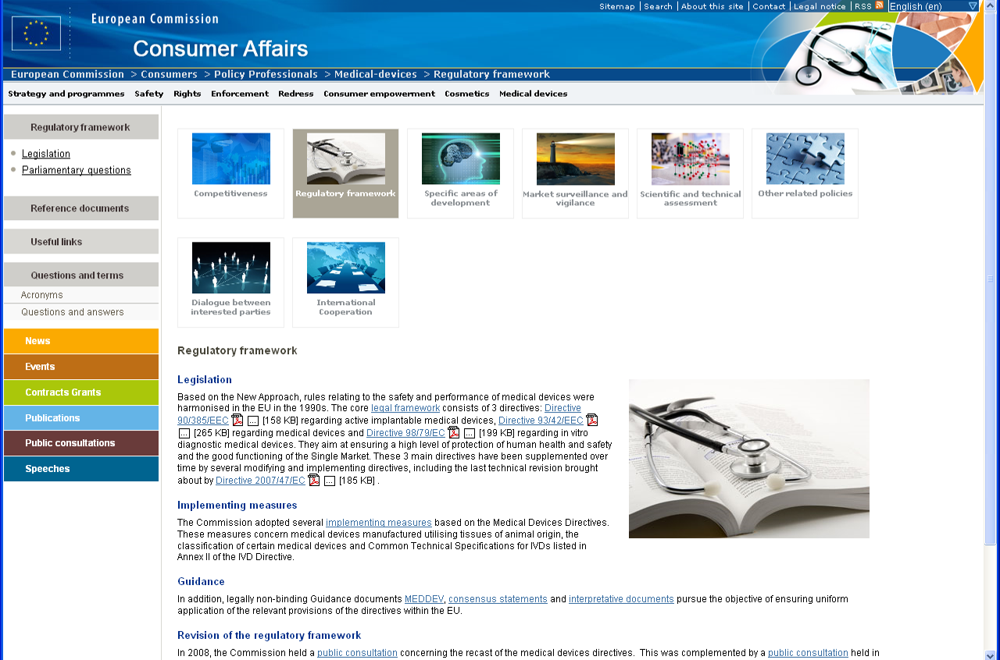 Sitemap | Search | About this site | Contact | Legal notice | RSS English (en)
European Commission
Consumer Affairs
European Commission > Consumers > Policy Professionals > Medical-devices > Regulatory framework
Strategy and programmes Safety Rights Enforcement Redress Consumer empowerment Cosmetics Medical devices
Regulatory framework
Legislation
Parliamentary questions
Reference documents
Useful links
Questions and terms
Acronyms
Questions and answers
News
Events
Contracts Grants
Publications
Public consultations
Speeches
Competitiveness
Regulatory framework
Specific areas of
development
Market surveillance and
vigilance
Scientific and technical
assessment
Other related policies
Dialogue between
interested parties
International
Cooperation
Regulatory framework
Legislation
Based on the New Approach, rules relating to the safety and performance of medical devices were
harmonised in the EU in the 1990s. The core legal framework consists of 3 directives: Directive
90/385/EEC ... [158 KB] regarding active implantable medical devices, Directive 93/42/EEC
... [265 KB] regarding medical devices and Directive 98/79/EC ... [199 KB] regarding in vitro
diagnostic medical devices. They aim at ensuring a high level of protection of human health and safety
and the good functioning of the Single Market. These 3 main directives have been supplemented over
time by several modifying and implementing directives, including the last technical revision brought
about by Directive 2007/47/EC ... [185 KB] .
Implementing measures
The Commission adopted several implementing measures based on the Medical Devices Directives.
These measures concern medical devices manufactured utilising tissues of animal origin, the
classification of certain medical devices and Common Technical Specifications for IVDs listed in
Annex II of the IVD Directive.
Guidance
In addition, legally non-binding Guidance documents MEDDEV, consensus statements and interpretative documents pursue the objective of ensuring uniform
application of the relevant provisions of the directives within the EU.
Revision of the regulatory framework
In 2008, the Commission held a public consultation concerning the recast of the medical devices directives. This was complemented by a public consultation held in